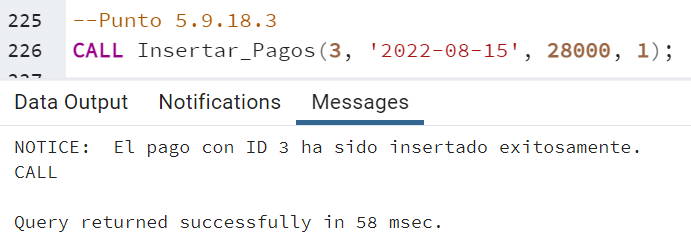 225 --Punto 5.9.18.3
226 CALL Insertar_Pagos(3, '2022-08-15', 28000, 1);
Data Output Notifications Messages
NOTICE:  El pago con ID 3 ha sido insertado exitosamente.
CALL
Query returned successfully in 58 msec.